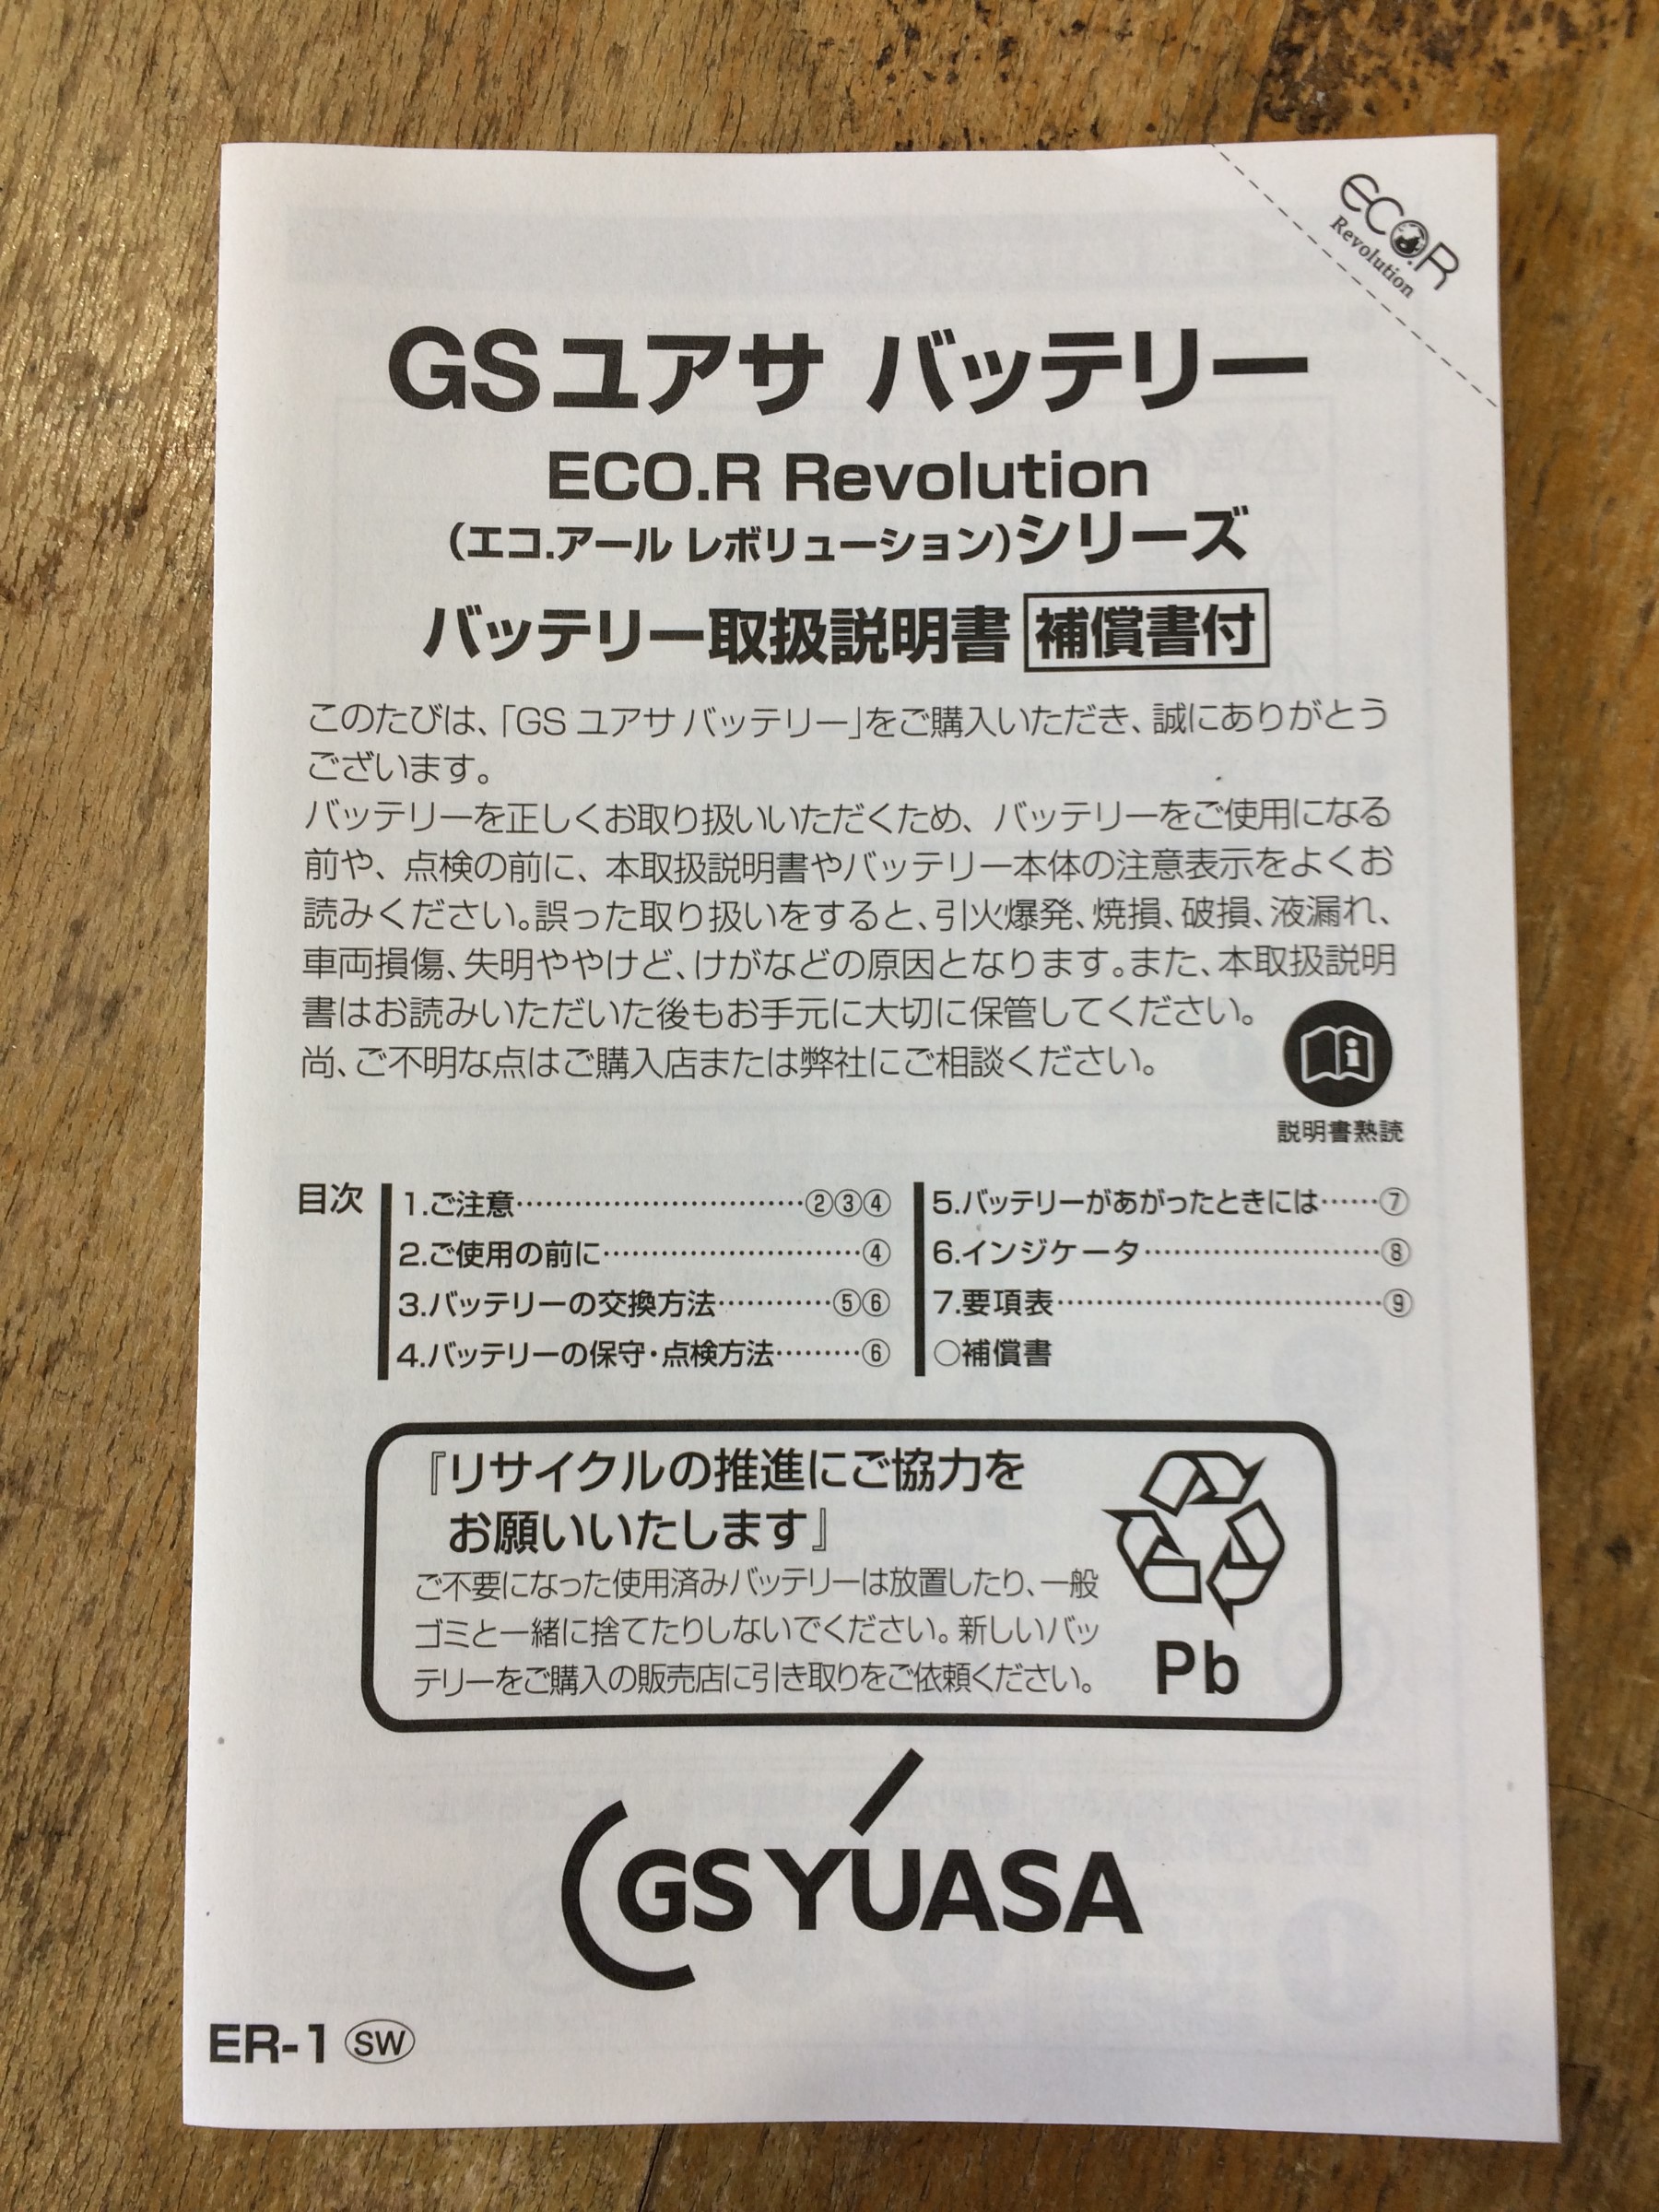 ECO.R
Revolution
GSユアサ バッテリー
ECO.R Revolution
(エコ.アール レボリューション)シリーズ
バッテリー取扱説明書 補償書付
このたびは、「GS ユアサ バッテリー」をご購入いただき、誠にありがとう
ございます。
バッテリーを正しくお取り扱いいただくため、バッテリーをご使用になる
前や、点検の前に、本取扱説明書やバッテリー本体の注意表示をよくお
読みください。誤った取り扱いをすると、引火爆発、焼損、破損、液漏れ、
車両損傷、失明ややけど、けがなどの原因となります。また、本取扱説明
書はお読みいただいた後もお手元に大切に保管してください。
尚、ご不明な点はご購入店または弊社にご相談ください。
説明書熟読
目次
1.ご注意……………………………②③④
2.ご使用の前に…………………………④
3.バッテリーの交換方法…………⑤⑥
4.バッテリーの保守・点検方法………⑥
5.バッテリーがあがったときには……⑦
6.インジケータ………………………⑧
7.要項表………………………………⑨
○補償書
『リサイクルの推進にご協力を
お願いいたします』
ご不要になった使用済みバッテリーは放置したり、一般
ゴミと一緒に捨てたりしないでください。新しいバッ
テリーをご購入の販売店に引き取りをご依頼ください。
Pb
GS YUASA
ER-1 SW